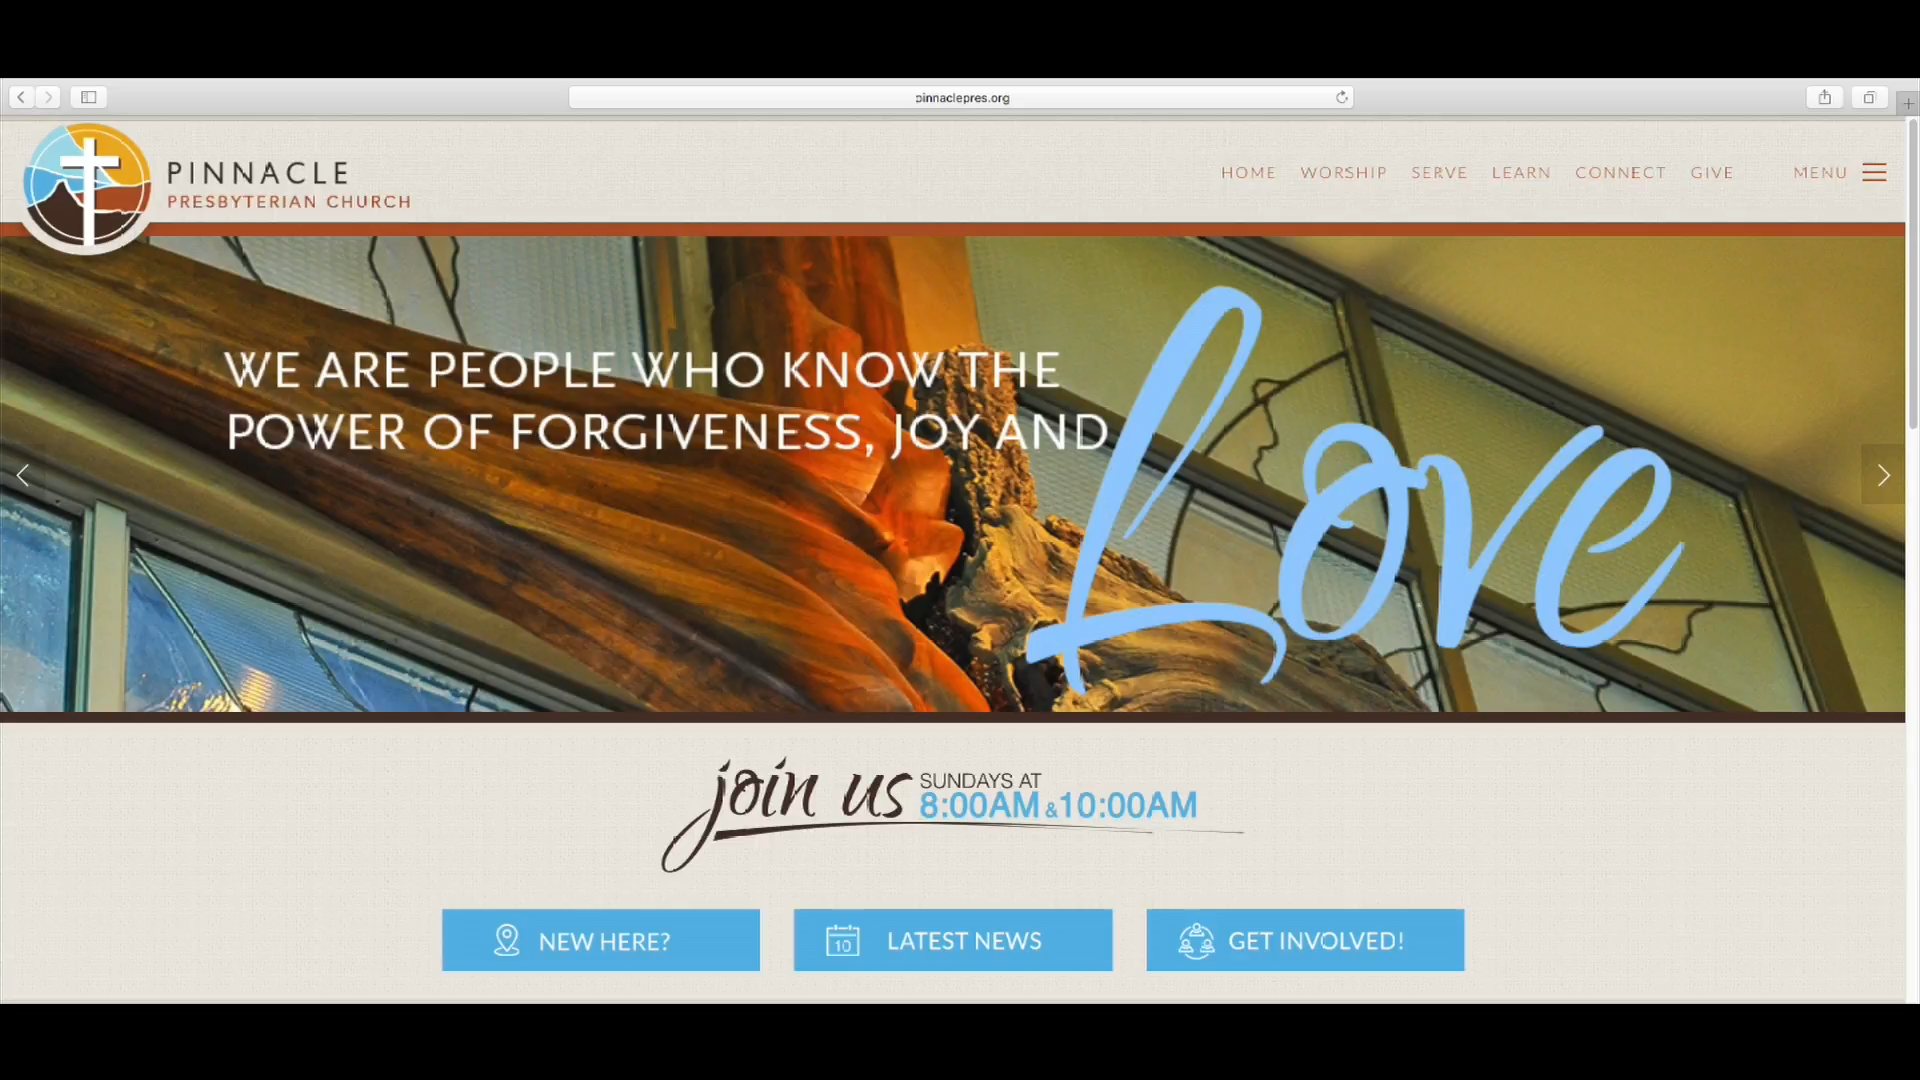 pinnaclepres.org
PINNACLE
PRESBYTERIAN CHURCH
HOME WORSHIP SERVE LEARN CONNECT GIVE MENU
WE ARE PEOPLE WHO KNOW THE
POWER OF FORGIVENESS, JOY AND
Love
join us SUNDAYS AT
8:00AM & 10:00AM
10
NEW HERE? LATEST NEWS GET INVOLVED!